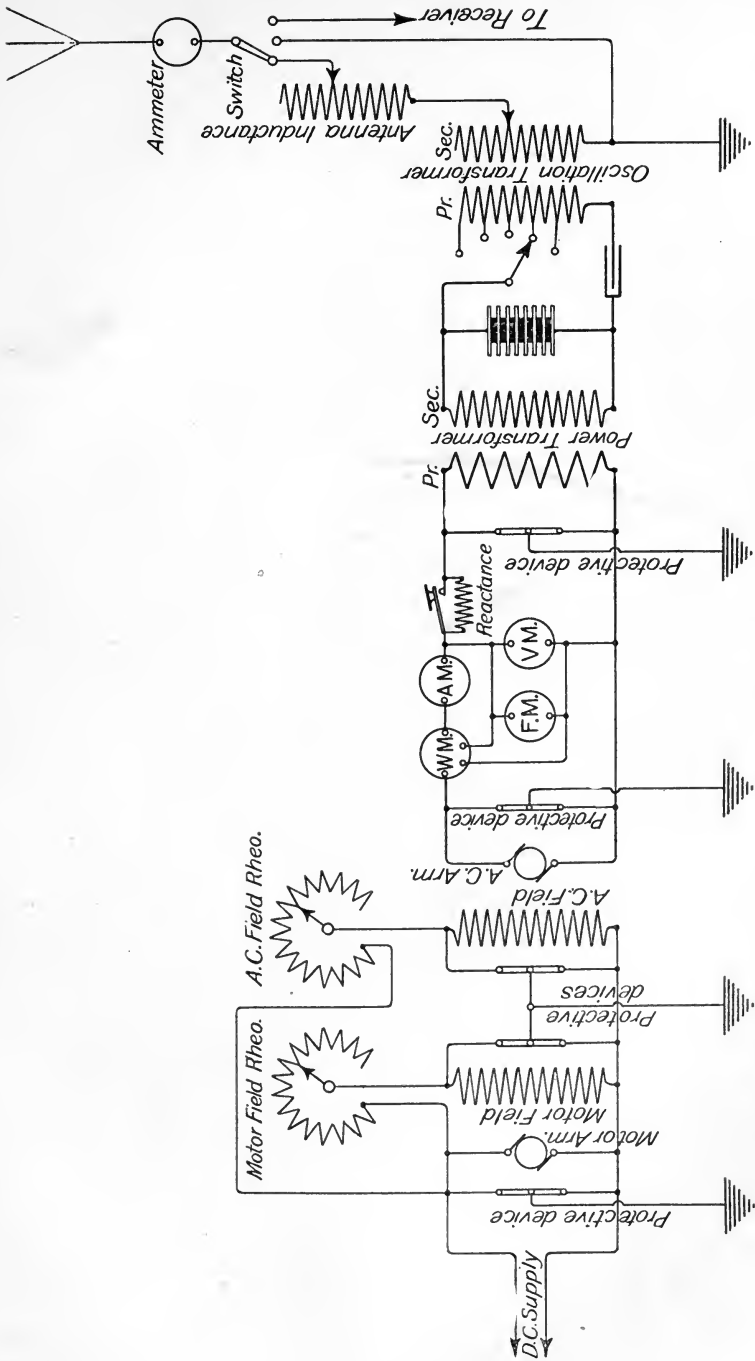 To Receiver
Ammeter
Switch
Antenna Inductance
Sec.
Oscillation Transformer
Pr.
Sec.
Power Transformer
Pr.
Protective device
Reactance
A.M.
V.M.
W.M.
F.M.
Protective device
A.C. Arm.
A.C. Field
A.C. Field Rheo.
Protective
devices
Motor Field Rheo.
Motor Field
Motor Arm.
Protective device
D.C. Supply